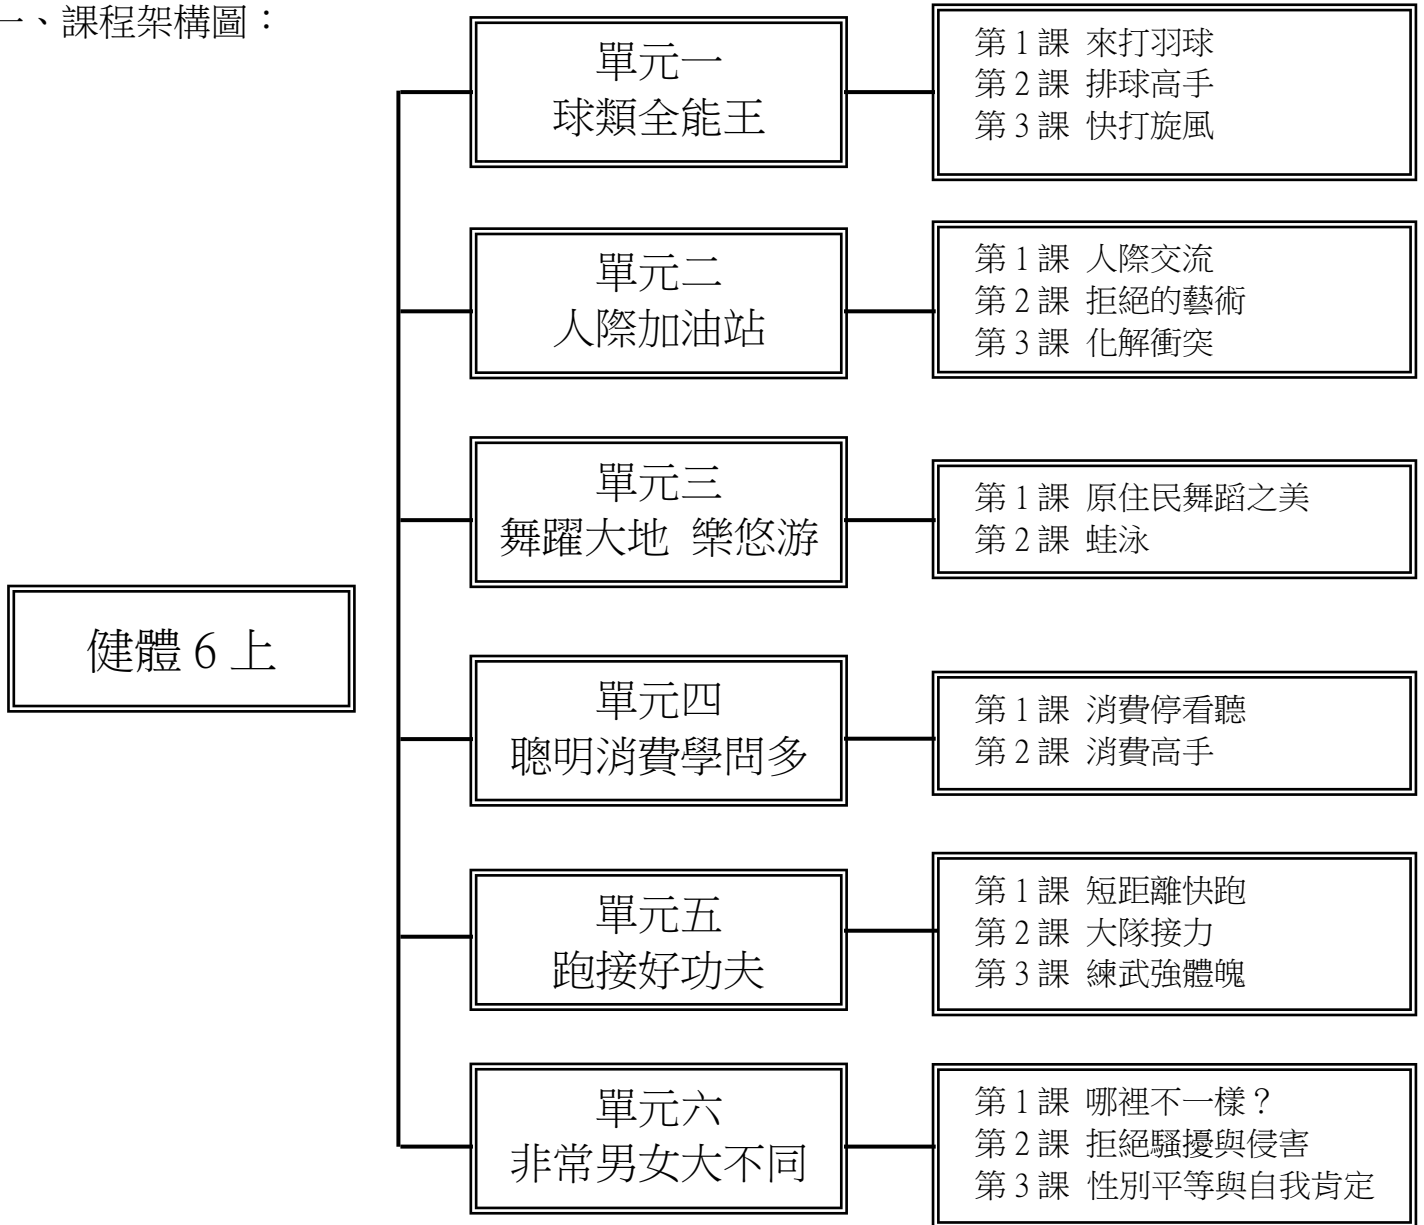 一、課程架構圖：
健體 6 上
單元一
球類全能王
第 1 課 來打羽球
第 2 課 排球高手
第 3 課 快打旋風
單元二
人際加油站
第 1 課 人際交流
第 2 課 拒絕的藝術
第 3 課 化解衝突
單元三
舞躍大地 樂悠游
第 1 課 原住民舞蹈之美
第 2 課 蛙泳
單元四
聰明消費學問多
第 1 課 消費停看聽
第 2 課 消費高手
單元五
跑接好功夫
第 1 課 短距離快跑
第 2 課 大隊接力
第 3 課 練武強體魄
單元六
非常男女大不同
第 1 課 哪裡不一樣？
第 2 課 拒絕騷擾與侵害
第 3 課 性別平等與自我肯定